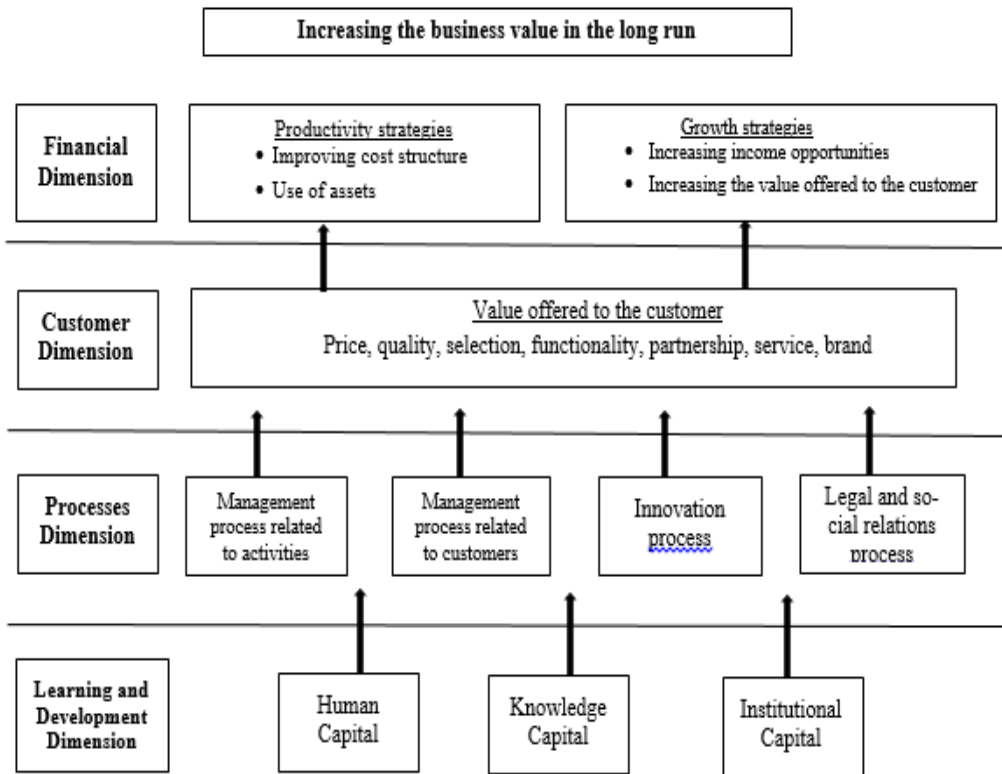 Increasing the business value in the long run
Financial
Dimension
Productivity strategies
• Improving cost structure
• Use of assets
Growth strategies
• Increasing income opportunities
• Increasing the value offered to the customer
Customer
Dimension
Value offered to the customer
Price, quality, selection, functionality, partnership, service, brand
Processes
Dimension
Management
process related
to activities
Management
process related
to customers
Innovation
process
Legal and so-
cial relations
process
Learning and
Development
Dimension
Human
Capital
Knowledge
Capital
Institutional
Capital